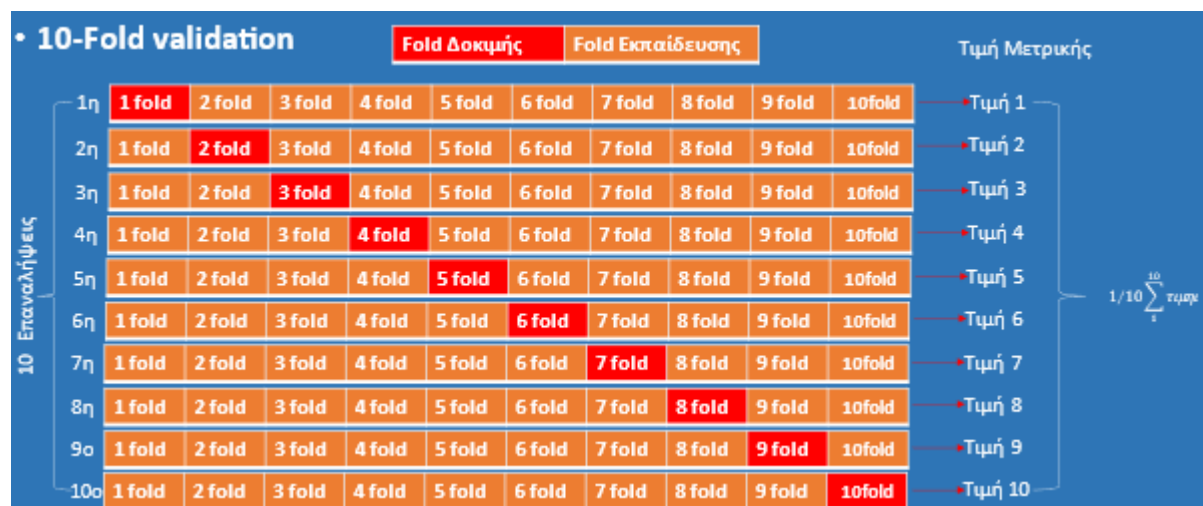 • 10-Fold validation
Fold Δοκιμής Fold Εκπαίδευσης
Τιμή Μετρικής
10 Επαναλήψεις
1η 1 fold 2 fold 3 fold 4 fold 5 fold 6 fold 7 fold 8 fold 9 fold 10fold Τιμή 1
2η 1 fold 2 fold 3 fold 4 fold 5 fold 6 fold 7 fold 8 fold 9 fold 10fold Τιμή 2
3η 1 fold 2 fold 3 fold 4 fold 5 fold 6 fold 7 fold 8 fold 9 fold 10fold Τιμή 3
4η 1 fold 2 fold 3 fold 4 fold 5 fold 6 fold 7 fold 8 fold 9 fold 10fold Τιμή 4
5η 1 fold 2 fold 3 fold 4 fold 5 fold 6 fold 7 fold 8 fold 9 fold 10fold Τιμή 5
6η 1 fold 2 fold 3 fold 4 fold 5 fold 6 fold 7 fold 8 fold 9 fold 10fold Τιμή 6
7η 1 fold 2 fold 3 fold 4 fold 5 fold 6 fold 7 fold 8 fold 9 fold 10fold Τιμή 7
8η 1 fold 2 fold 3 fold 4 fold 5 fold 6 fold 7 fold 8 fold 9 fold 10fold Τιμή 8
9ο 1 fold 2 fold 3 fold 4 fold 5 fold 6 fold 7 fold 8 fold 9 fold 10fold Τιμή 9
10ο 1 fold 2 fold 3 fold 4 fold 5 fold 6 fold 7 fold 8 fold 9 fold 10fold Τιμή 10
10
1/10 ∑
1